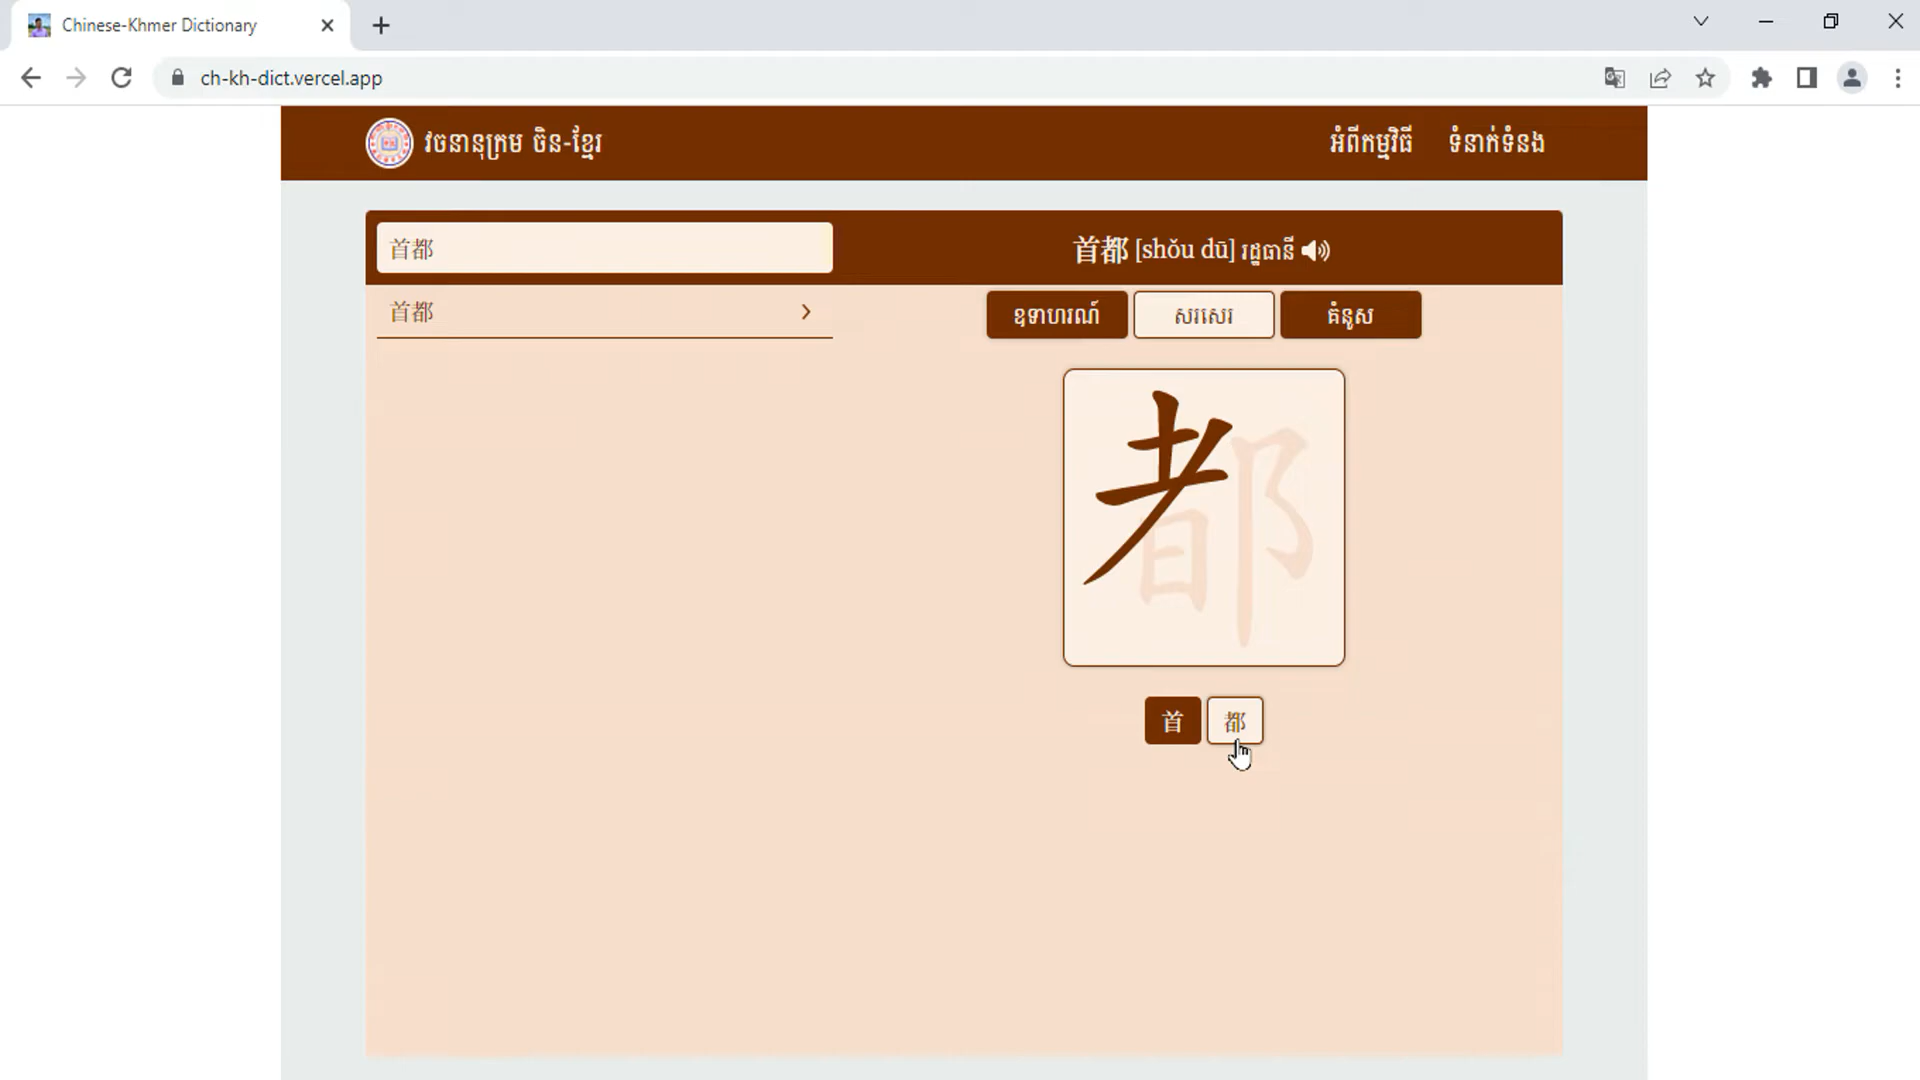 Chinese-Khmer Dictionary
ch-kh-dict.vercel.app
វចនានុក្រម ចិន-ខ្មែរ
អំពីកម្មវិធី ទំនាក់ទំនង
首都
首都 [shǒu dū] រដ្ឋធានី
首都
ឧទាហរណ៍ សរសេរ គំនូស
都
首 都